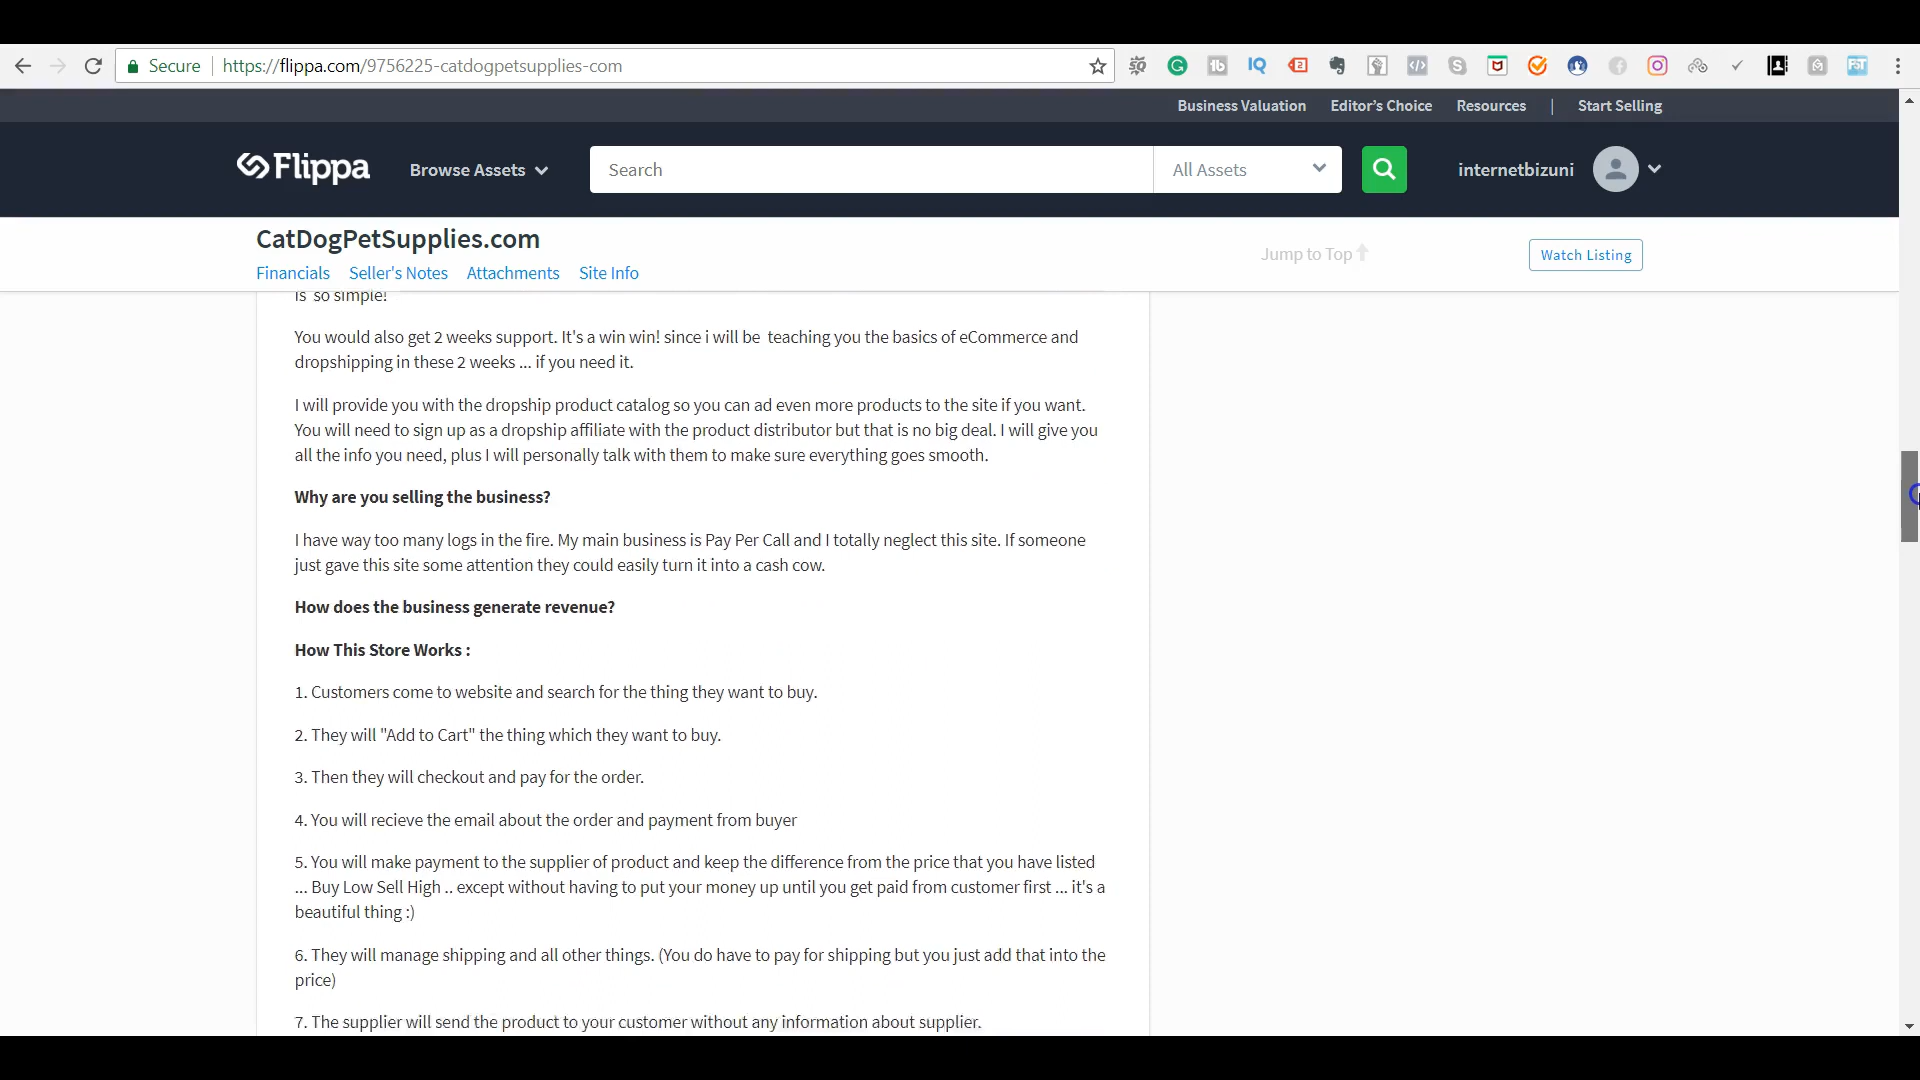 Secure | https://flippa.com/9756225-catdogpetsupplies-com
Business Valuation Editor's Choice Resources | Start Selling
Flippa Browse Assets Search All Assets internetbizuni
CatDogPetSupplies.com
Jump to Top
Watch Listing
Financials Seller's Notes Attachments Site Info
is so simple!
You would also get 2 weeks support. It's a win win! since i will be teaching you the basics of eCommerce and
dropshipping in these 2 weeks ... if you need it.
I will provide you with the dropship product catalog so you can ad even more products to the site if you want.
You will need to sign up as a dropship affiliate with the product distributor but that is no big deal. I will give you
all the info you need, plus I will personally talk with them to make sure everything goes smooth.
Why are you selling the business?
I have way too many logs in the fire. My main business is Pay Per Call and I totally neglect this site. If someone
just gave this site some attention they could easily turn it into a cash cow.
How does the business generate revenue?
How This Store Works :
1. Customers come to website and search for the thing they want to buy.
2. They will "Add to Cart" the thing which they want to buy.
3. Then they will checkout and pay for the order.
4. You will recieve the email about the order and payment from buyer
5. You will make payment to the supplier of product and keep the difference from the price that you have listed
... Buy Low Sell High .. except without having to put your money up until you get paid from customer first ... it's a
beautiful thing :)
6. They will manage shipping and all other things. (You do have to pay for shipping but you just add that into the
price)
7. The supplier will send the product to your customer without any information about supplier.